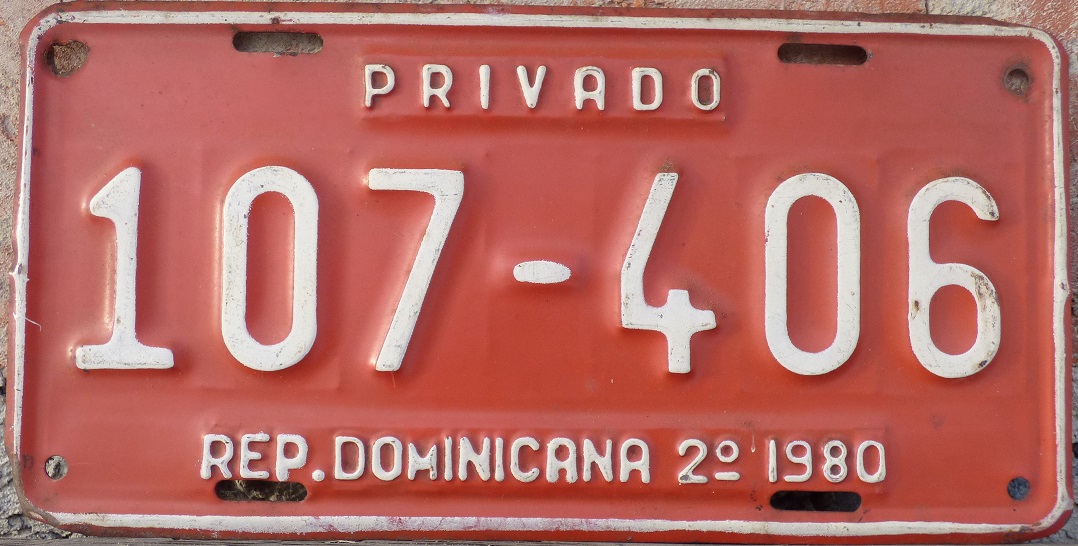 PRIVADO
107-406
REP. DOMINICANA 2º 1980